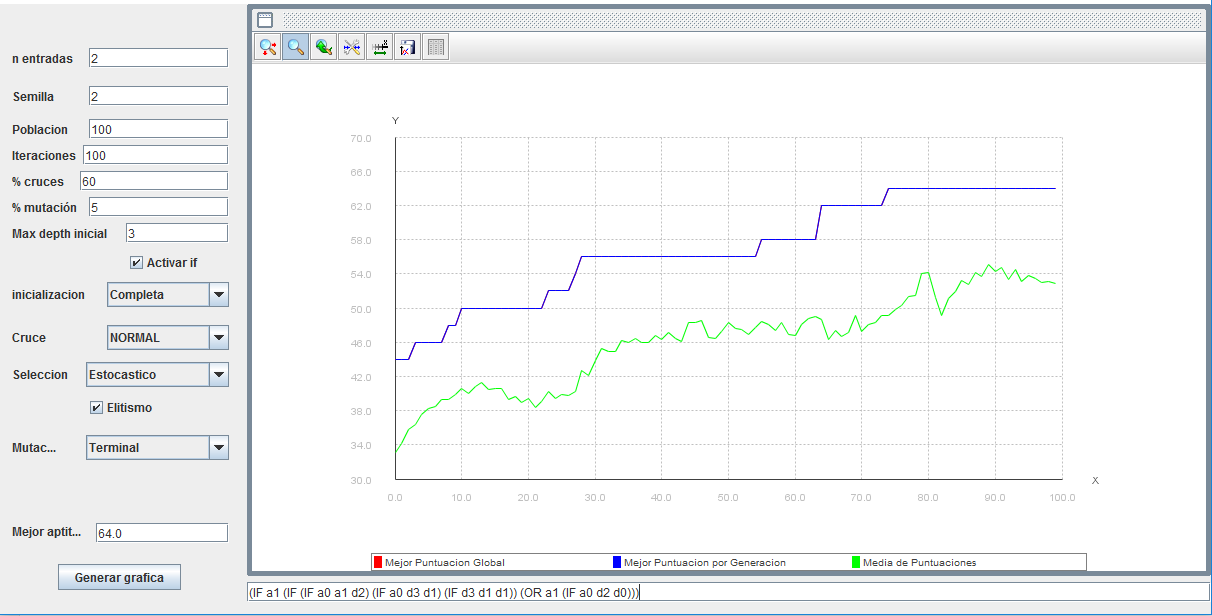 n entradas 2
Semilla 2
Poblacion 100
Iteraciones 100
% cruces 60
% mutación 5
Max depth inicial 3
Activar if
inicializacion Completa
Cruce NORMAL
Seleccion Estocastico
Elitismo
Mutac... Terminal
Mejor aptit... 64.0
Generar grafica
Y
70.0
66.0
62.0
58.0
54.0
50.0
46.0
42.0
38.0
34.0
30.0
0.0 10.0 20.0 30.0 40.0 50.0 60.0 70.0 80.0 90.0 100.0
X
Mejor Puntuacion Global Mejor Puntuacion por Generacion Media de Puntuaciones
(IF a1 (IF (IF a0 a1 d2) (IF a0 d3 d1) (IF d3 d1 d1)) (OR a1 (IF a0 d2 d0)))